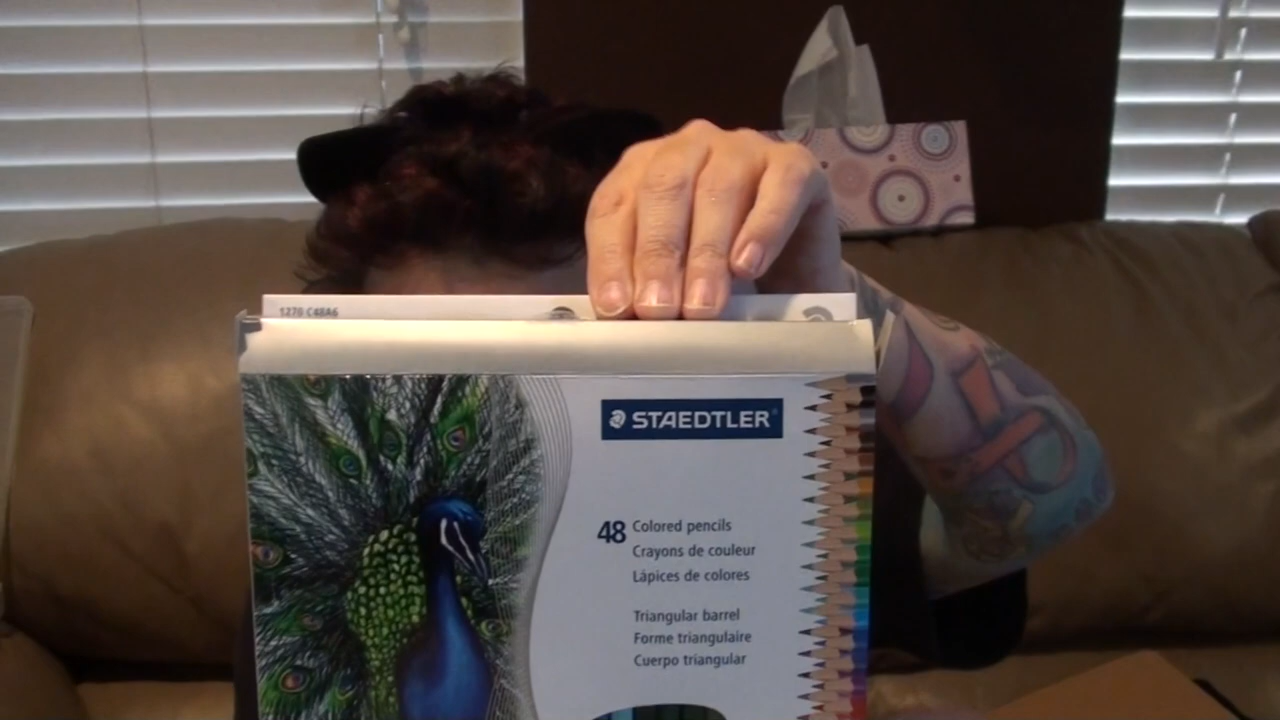 1270 C48A6
STAEDTLER
48 Colored pencils
Crayons de couleur
Lápices de colores
Triangular barrel
Forme triangulaire
Cuerpo triangular